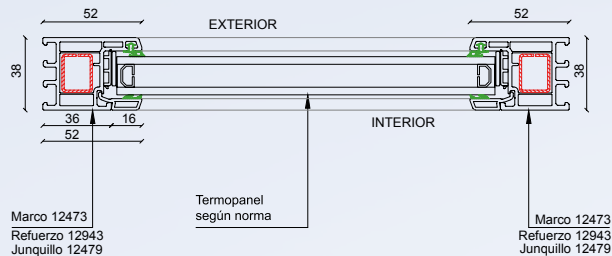 52
52
EXTERIOR
38
38
INTERIOR
36
16
52
Termopanel
según norma
Marco 12473
Refuerzo 12943
Junquillo 12479
Marco 12473
Refuerzo 12943
Junquillo 12479